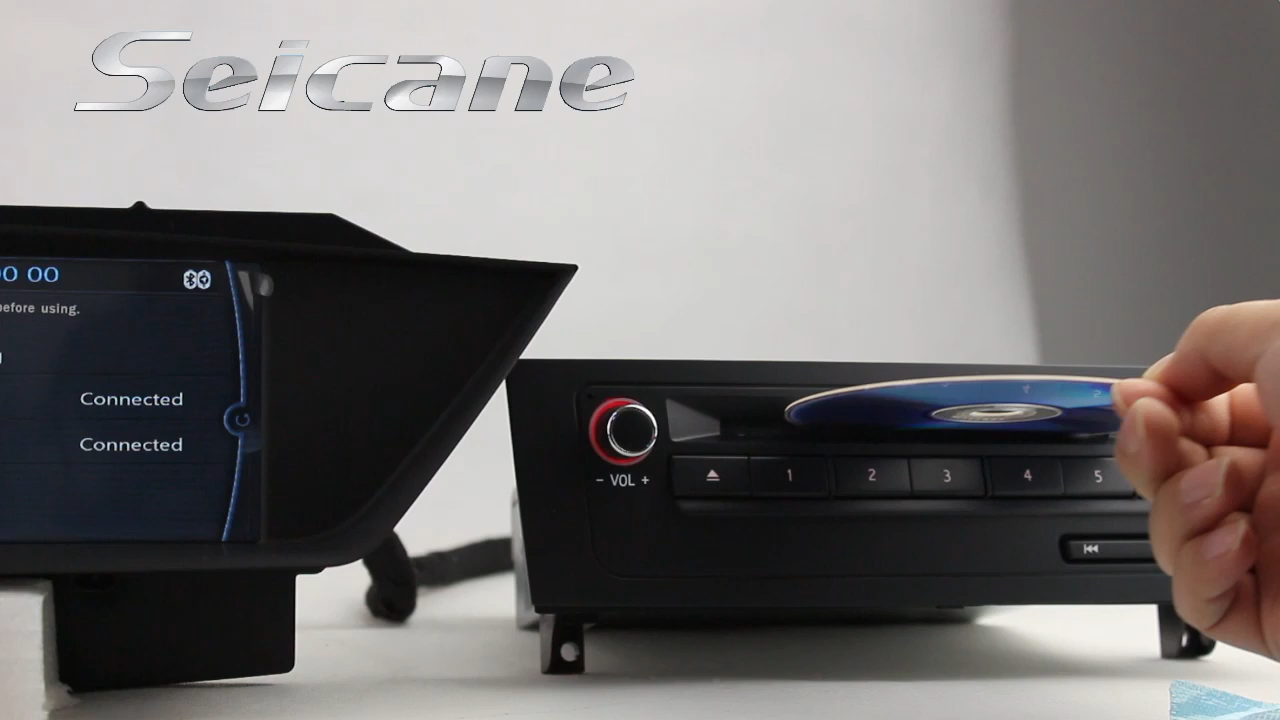 Seicane
00 00
before using.
Connected
Connected
- VOL +
1
2
3
4
5